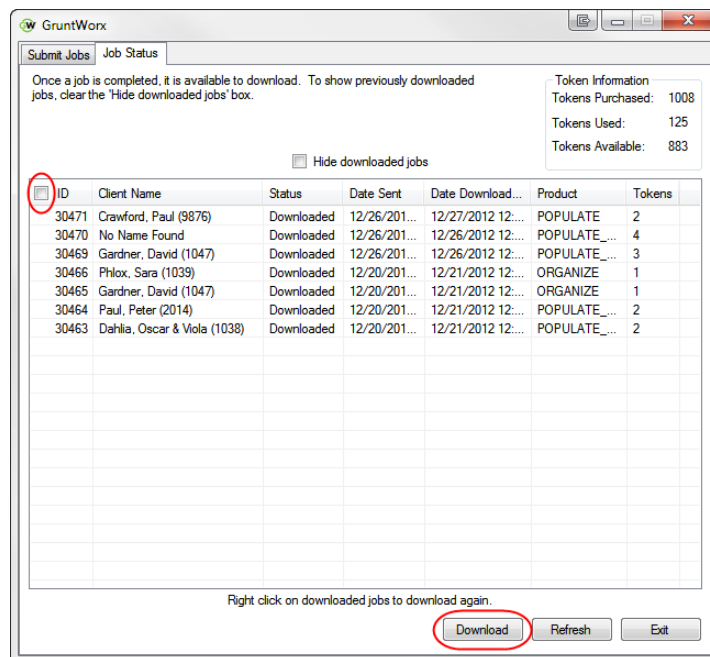 GruntWorx
Submit Jobs Job Status
Once a job is completed, it is available to download. To show previously downloaded
jobs, clear the 'Hide downloaded jobs' box.
Token Information
Tokens Purchased: 1008
Tokens Used: 125
Tokens Available: 883
Hide downloaded jobs
ID Client Name Status Date Sent Date Download... Product Tokens
30471 Crawford, Paul (9876) Downloaded 12/26/201... 12/27/2012 12:... POPULATE 2
30470 No Name Found Downloaded 12/26/201... 12/26/2012 12:... POPULATE_... 4
30469 Gardner, David (1047) Downloaded 12/26/201... 12/26/2012 12:... POPULATE_... 3
30466 Phlox, Sara (1039) Downloaded 12/20/201... 12/21/2012 12:... ORGANIZE 1
30465 Gardner, David (1047) Downloaded 12/20/201... 12/21/2012 12:... ORGANIZE 1
30464 Paul, Peter (2014) Downloaded 12/20/201... 12/21/2012 12:... POPULATE_... 2
30463 Dahlia, Oscar & Viola (1038) Downloaded 12/20/201... 12/21/2012 12:... POPULATE_... 2
Right click on downloaded jobs to download again.
Download Refresh Exit